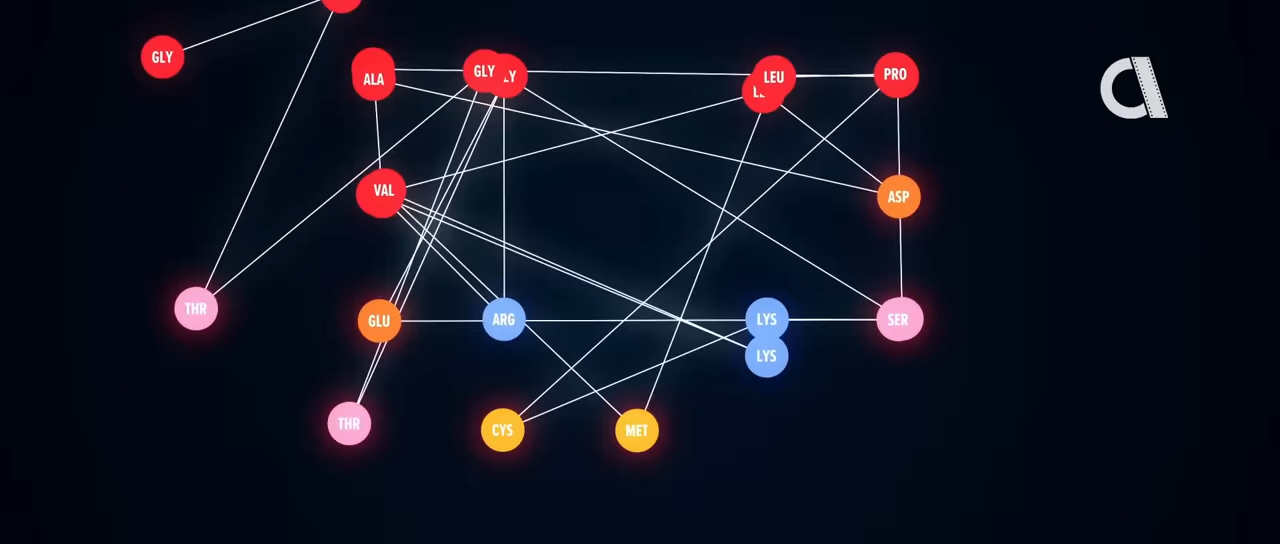 GLY
ALA
GLY
LEU
PRO
VAL
ASP
THR
GLU
ARG
LYS
SER
LYS
THR
CYS
MET